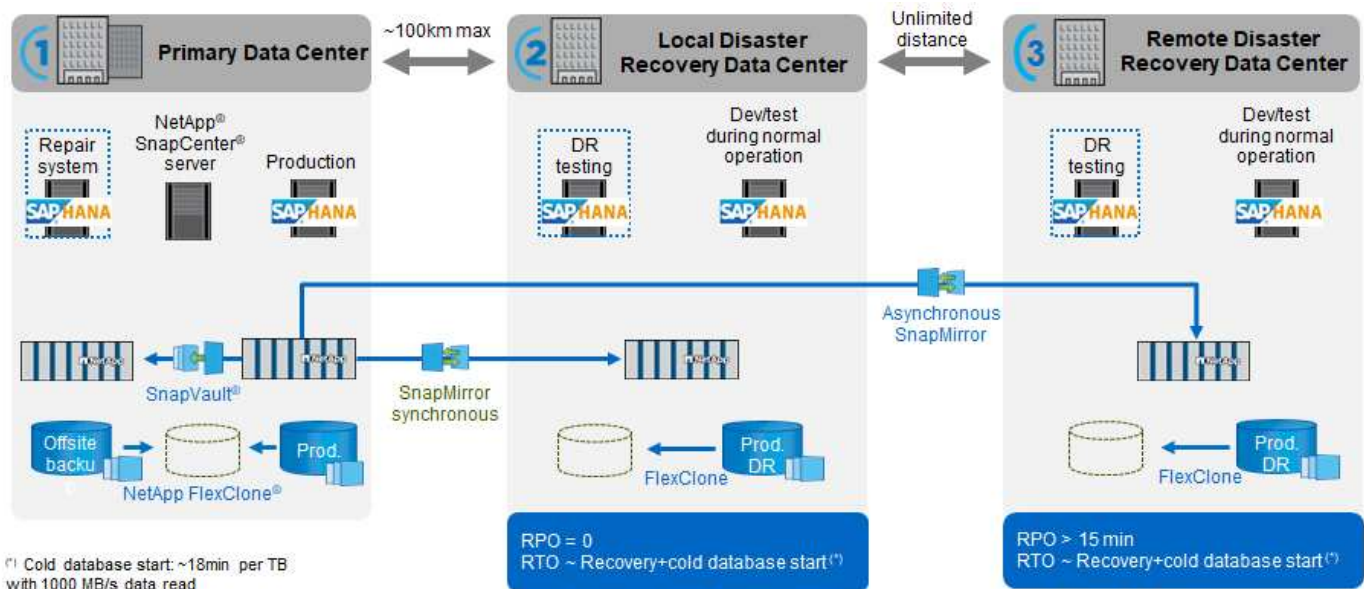 1
Primary Data Center
~100km max
2
Local Disaster
Recovery Data Center
Unlimited
distance
3
Remote Disaster
Recovery Data Center
Repair
system
SAP HANA
NetApp®
SnapCenter®
server
Production
SAP HANA
DR
testing
SAP HANA
Dev/test
during normal
operation
SAP HANA
DR
testing
SAP HANA
Dev/test
during normal
operation
SAP HANA
Asynchronous
SnapMirror
NetApp
SnapVault®
NetApp
SnapMirror
synchronous
NetApp
NetApp
Offsite
backu
Prod.
NetApp FlexClone®
FlexClone
Prod.
DR
FlexClone
Prod.
DR
RPO = 0
RTO ~ Recovery+cold database start(*)
RPO > 15 min
RTO ~ Recovery+cold database start(*)
(*) Cold database start: ~18min per TB
with 1000 MB/s data read